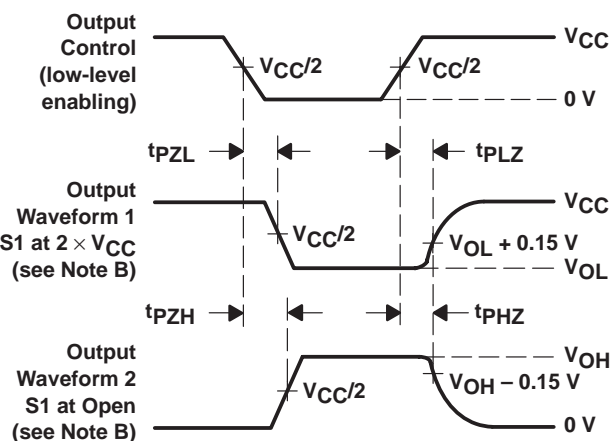 Output
Control
(low-level
enabling)
VCC/2
VCC/2
VCC
0 V
tPZL
tPLZ
Output
Waveform 1
S1 at 2 × VCC
(see Note B)
VCC/2
VCC
VOL + 0.15 V
VOL
tPZH
tPHZ
Output
Waveform 2
S1 at Open
(see Note B)
VCC/2
VOH
VOH – 0.15 V
0 V